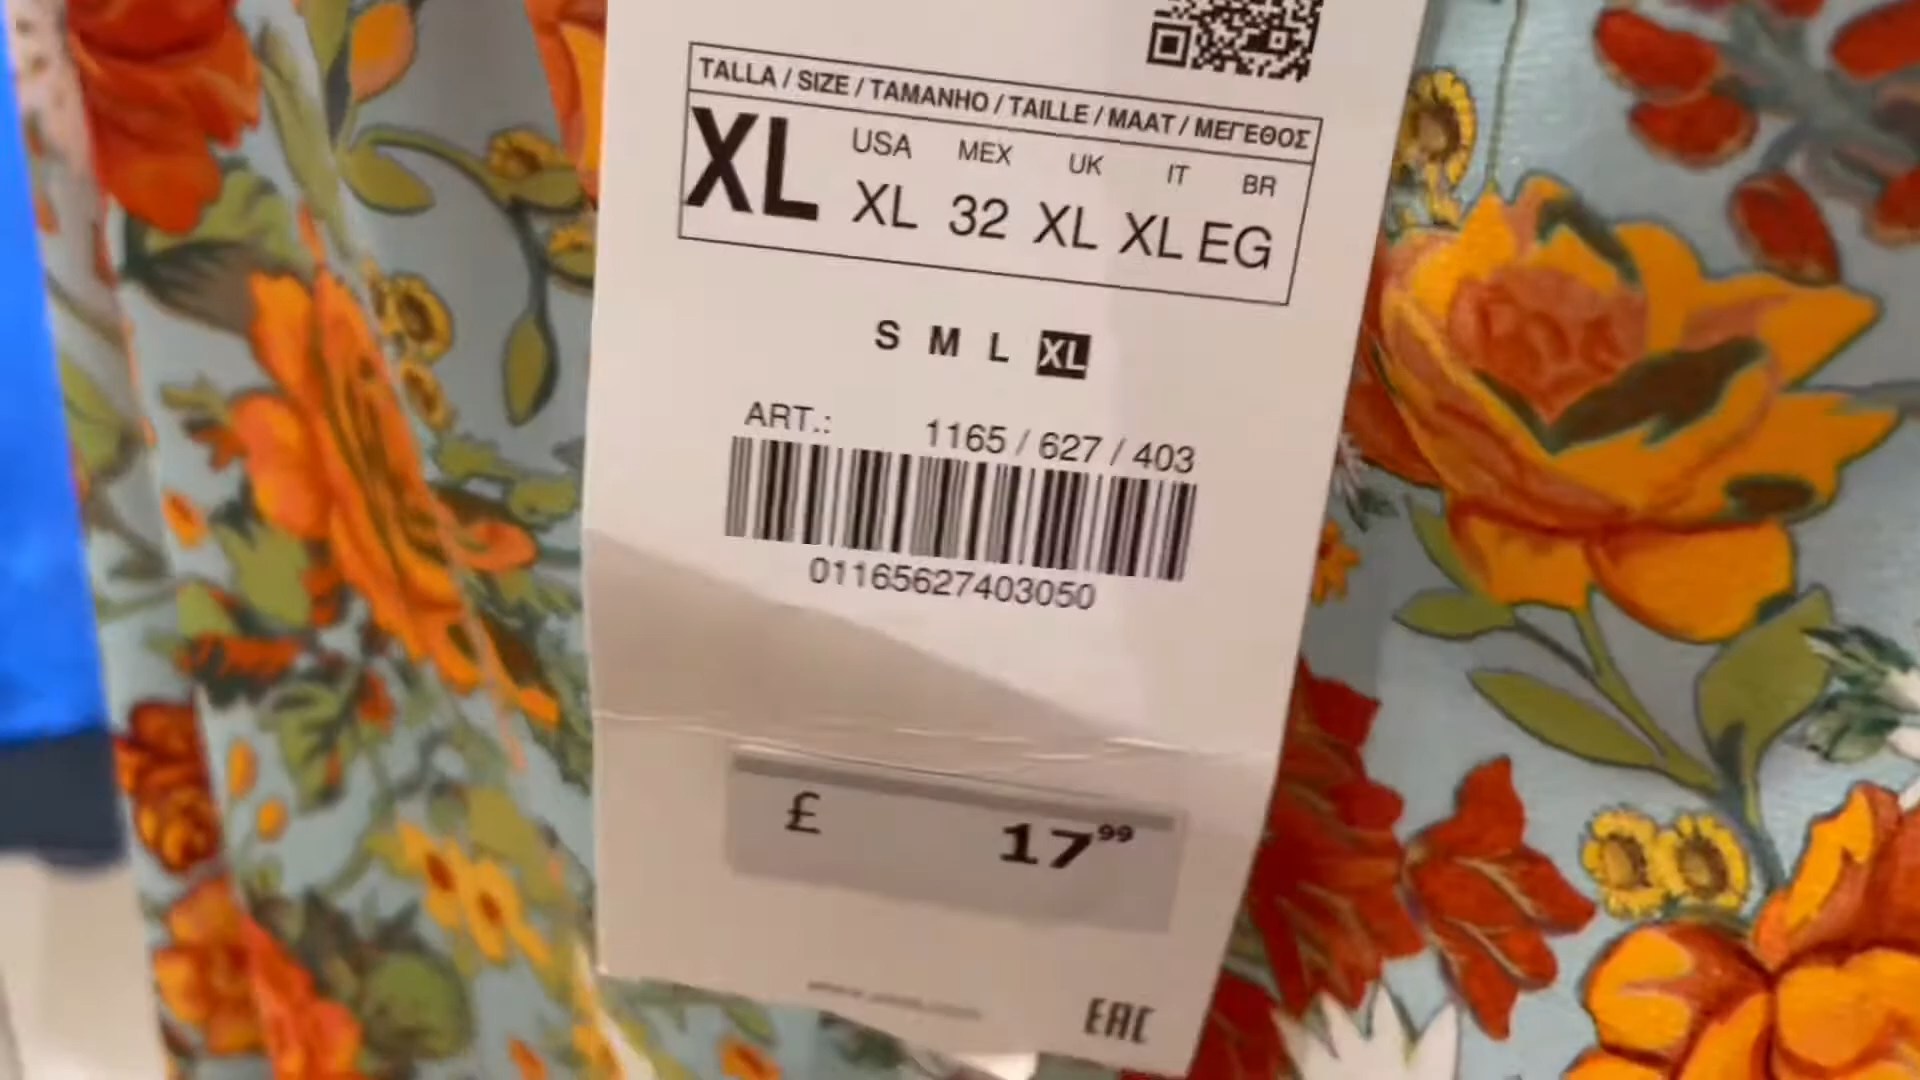 TALLA / SIZE / TAMANHO / TAILLE / MAAT / ΜΕΓΕΘΟΣ
XL USA MEX UK IT BR
XL 32 XL XL EG
S M L XL
ART.: 1165 / 627 / 403
01165627403050
£ 17⁹⁹
EAC